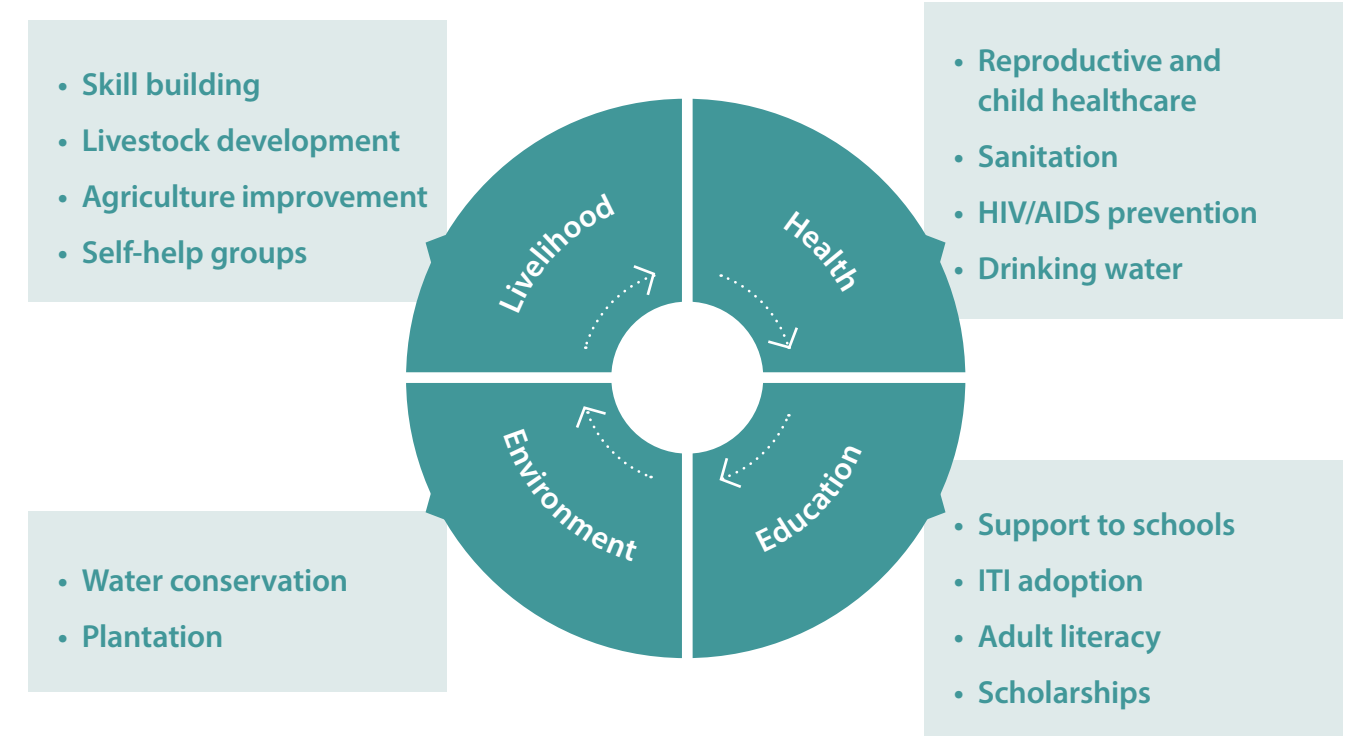 • Skill building
• Livestock development
• Agriculture improvement
• Self-help groups
• Reproductive and
child healthcare
• Sanitation
• HIV/AIDS prevention
• Drinking water
Livelihood
Health
Environment
Education
• Water conservation
• Plantation
• Support to schools
• ITI adoption
• Adult literacy
• Scholarships